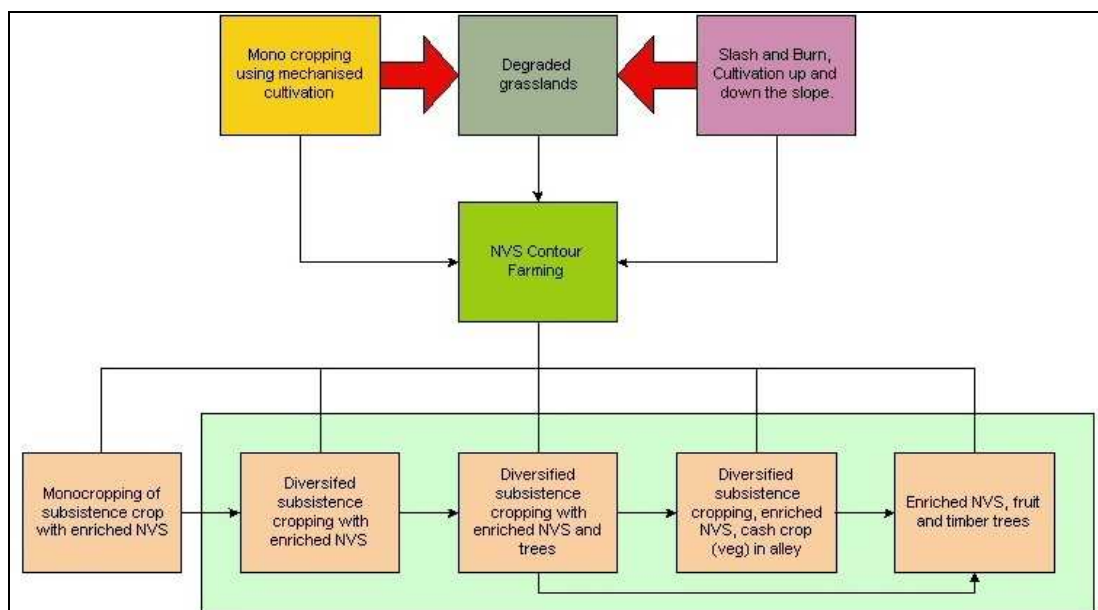 Mono cropping
using mechanised
cultivation
Degraded
grasslands
Slash and Burn,
Cultivation up and
down the slope.
NVS Contour
Farming
Monocropping of
subsistence crop
with enriched NVS
Diversifed
subsistence
cropping with
enriched NVS
Diversified
subsistence
cropping with
enriched NVS and
trees
Diversified
subsistence
cropping, enriched
NVS, cash crop
(veg) in alley
Enriched NVS, fruit
and timber trees